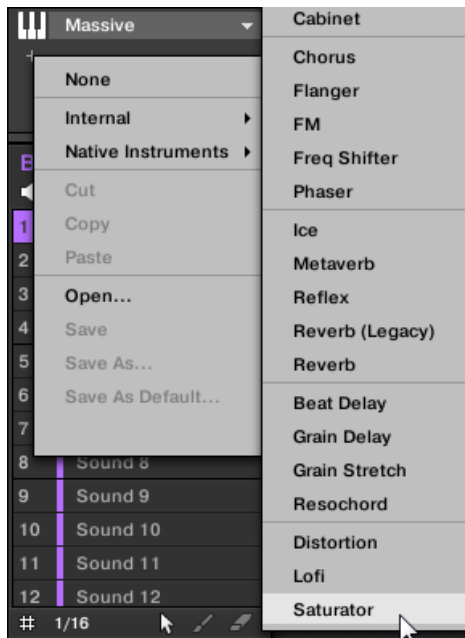 Massive
+
None
Internal
Native Instruments
Cut
Copy
Paste
Open...
Save
Save As...
Save As Default...
1
2
3
4
5
6
7
8 Sound 8
9 Sound 9
10 Sound 10
11 Sound 11
12 Sound 12
# 1/16
Cabinet
Chorus
Flanger
FM
Freq Shifter
Phaser
Ice
Metaverb
Reflex
Reverb (Legacy)
Reverb
Beat Delay
Grain Delay
Grain Stretch
Resochord
Distortion
Lofi
Saturator